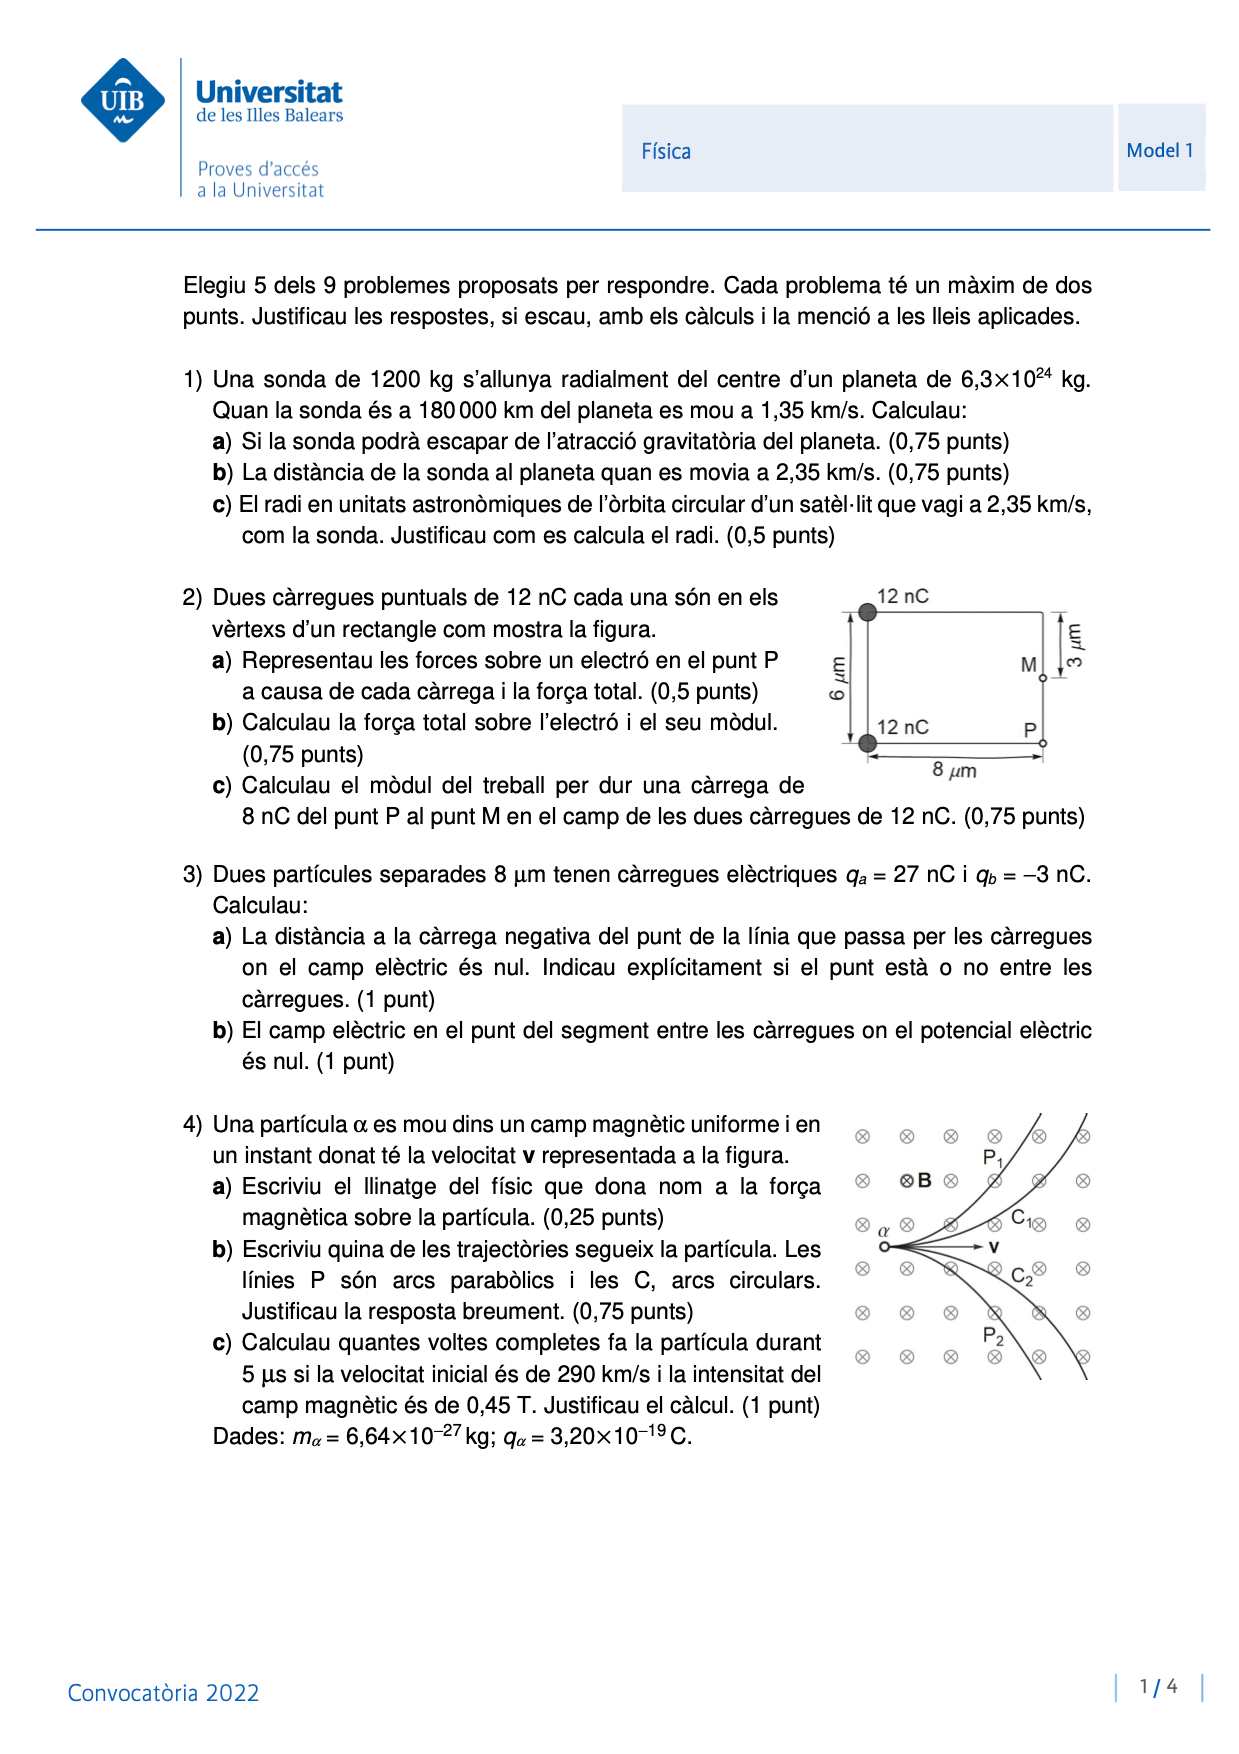 UIB
Universitat
de les Illes Balears
Proves d'accés
a la Universitat
Física
Model 1
Elegiu 5 dels 9 problemes proposats per respondre. Cada problema té un màxim de dos
punts. Justificau les respostes, si escau, amb els càlculs i la menció a les lleis aplicades.
1) Una sonda de 1200 kg s'allunya radialment del centre d'un planeta de 6,3×10²⁴ kg.
Quan la sonda és a 180 000 km del planeta es mou a 1,35 km/s. Calculau:
a) Si la sonda podrà escapar de l'atracció gravitatòria del planeta. (0,75 punts)
b) La distància de la sonda al planeta quan es movia a 2,35 km/s. (0,75 punts)
c) El radi en unitats astronòmiques de l'òrbita circular d'un satèl·lit que vagi a 2,35 km/s,
com la sonda. Justificau com es calcula el radi. (0,5 punts)
2) Dues càrregues puntuals de 12 nC cada una són en els
vèrtexs d'un rectangle com mostra la figura.
a) Representau les forces sobre un electró en el punt P
a causa de cada càrrega i la força total. (0,5 punts)
b) Calculau la força total sobre l'electró i el seu mòdul.
(0,75 punts)
c) Calculau el mòdul del treball per dur una càrrega de
8 nC del punt P al punt M en el camp de les dues càrregues de 12 nC. (0,75 punts)
12 nC
6 µm
M
3 µm
12 nC
P
8 µm
3) Dues partícules separades 8 µm tenen càrregues elèctriques qₐ = 27 nC i q_b = –3 nC.
Calculau:
a) La distància a la càrrega negativa del punt de la línia que passa per les càrregues
on el camp elèctric és nul. Indicau explícitament si el punt està o no entre les
càrregues. (1 punt)
b) El camp elèctric en el punt del segment entre les càrregues on el potencial elèctric
és nul. (1 punt)
4) Una partícula α es mou dins un camp magnètic uniforme i en
un instant donat té la velocitat v representada a la figura.
a) Escriviu el llinatge del físic que dona nom a la força
magnètica sobre la partícula. (0,25 punts)
b) Escriviu quina de les trajectòries segueix la partícula. Les
línies P són arcs parabòlics i les C, arcs circulars.
Justificau la resposta breument. (0,75 punts)
c) Calculau quantes voltes completes fa la partícula durant
5 µs si la velocitat inicial és de 290 km/s i la intensitat del
camp magnètic és de 0,45 T. Justificau el càlcul. (1 punt)
Dades: m_α = 6,64×10⁻²⁷ kg; q_α = 3,20×10⁻¹⁹ C.
P₁
B
C₁
α
v
C₂
P₂
Convocatòria 2022
1 / 4